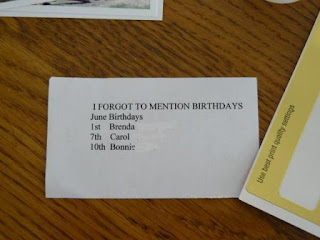 I FORGOT TO MENTION BIRTHDAYS
June Birthdays
1st Brenda
7th Carol
10th Bonnie
Use best print quality settings